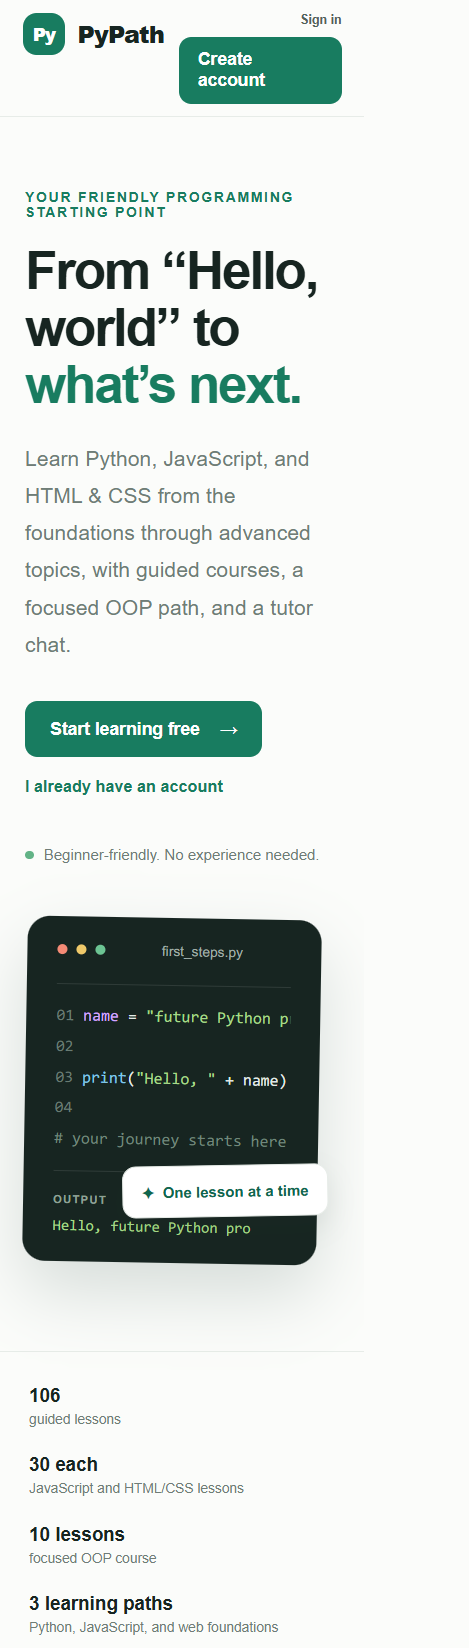 Py PyPath
Sign in
Create
account
YOUR FRIENDLY PROGRAMMING
STARTING POINT
From “Hello,
world” to
what’s next.
Learn Python, JavaScript, and
HTML & CSS from the
foundations through advanced
topics, with guided courses, a
focused OOP path, and a tutor
chat.
Start learning free →
I already have an account
Beginner-friendly. No experience needed.
first_steps.py
01 name = "future Python p
02
03 print("Hello, " + name)
04
# your journey starts here
✦ One lesson at a time
OUTPUT
Hello, future Python pro
106
guided lessons
30 each
JavaScript and HTML/CSS lessons
10 lessons
focused OOP course
3 learning paths
Python, JavaScript, and web foundations